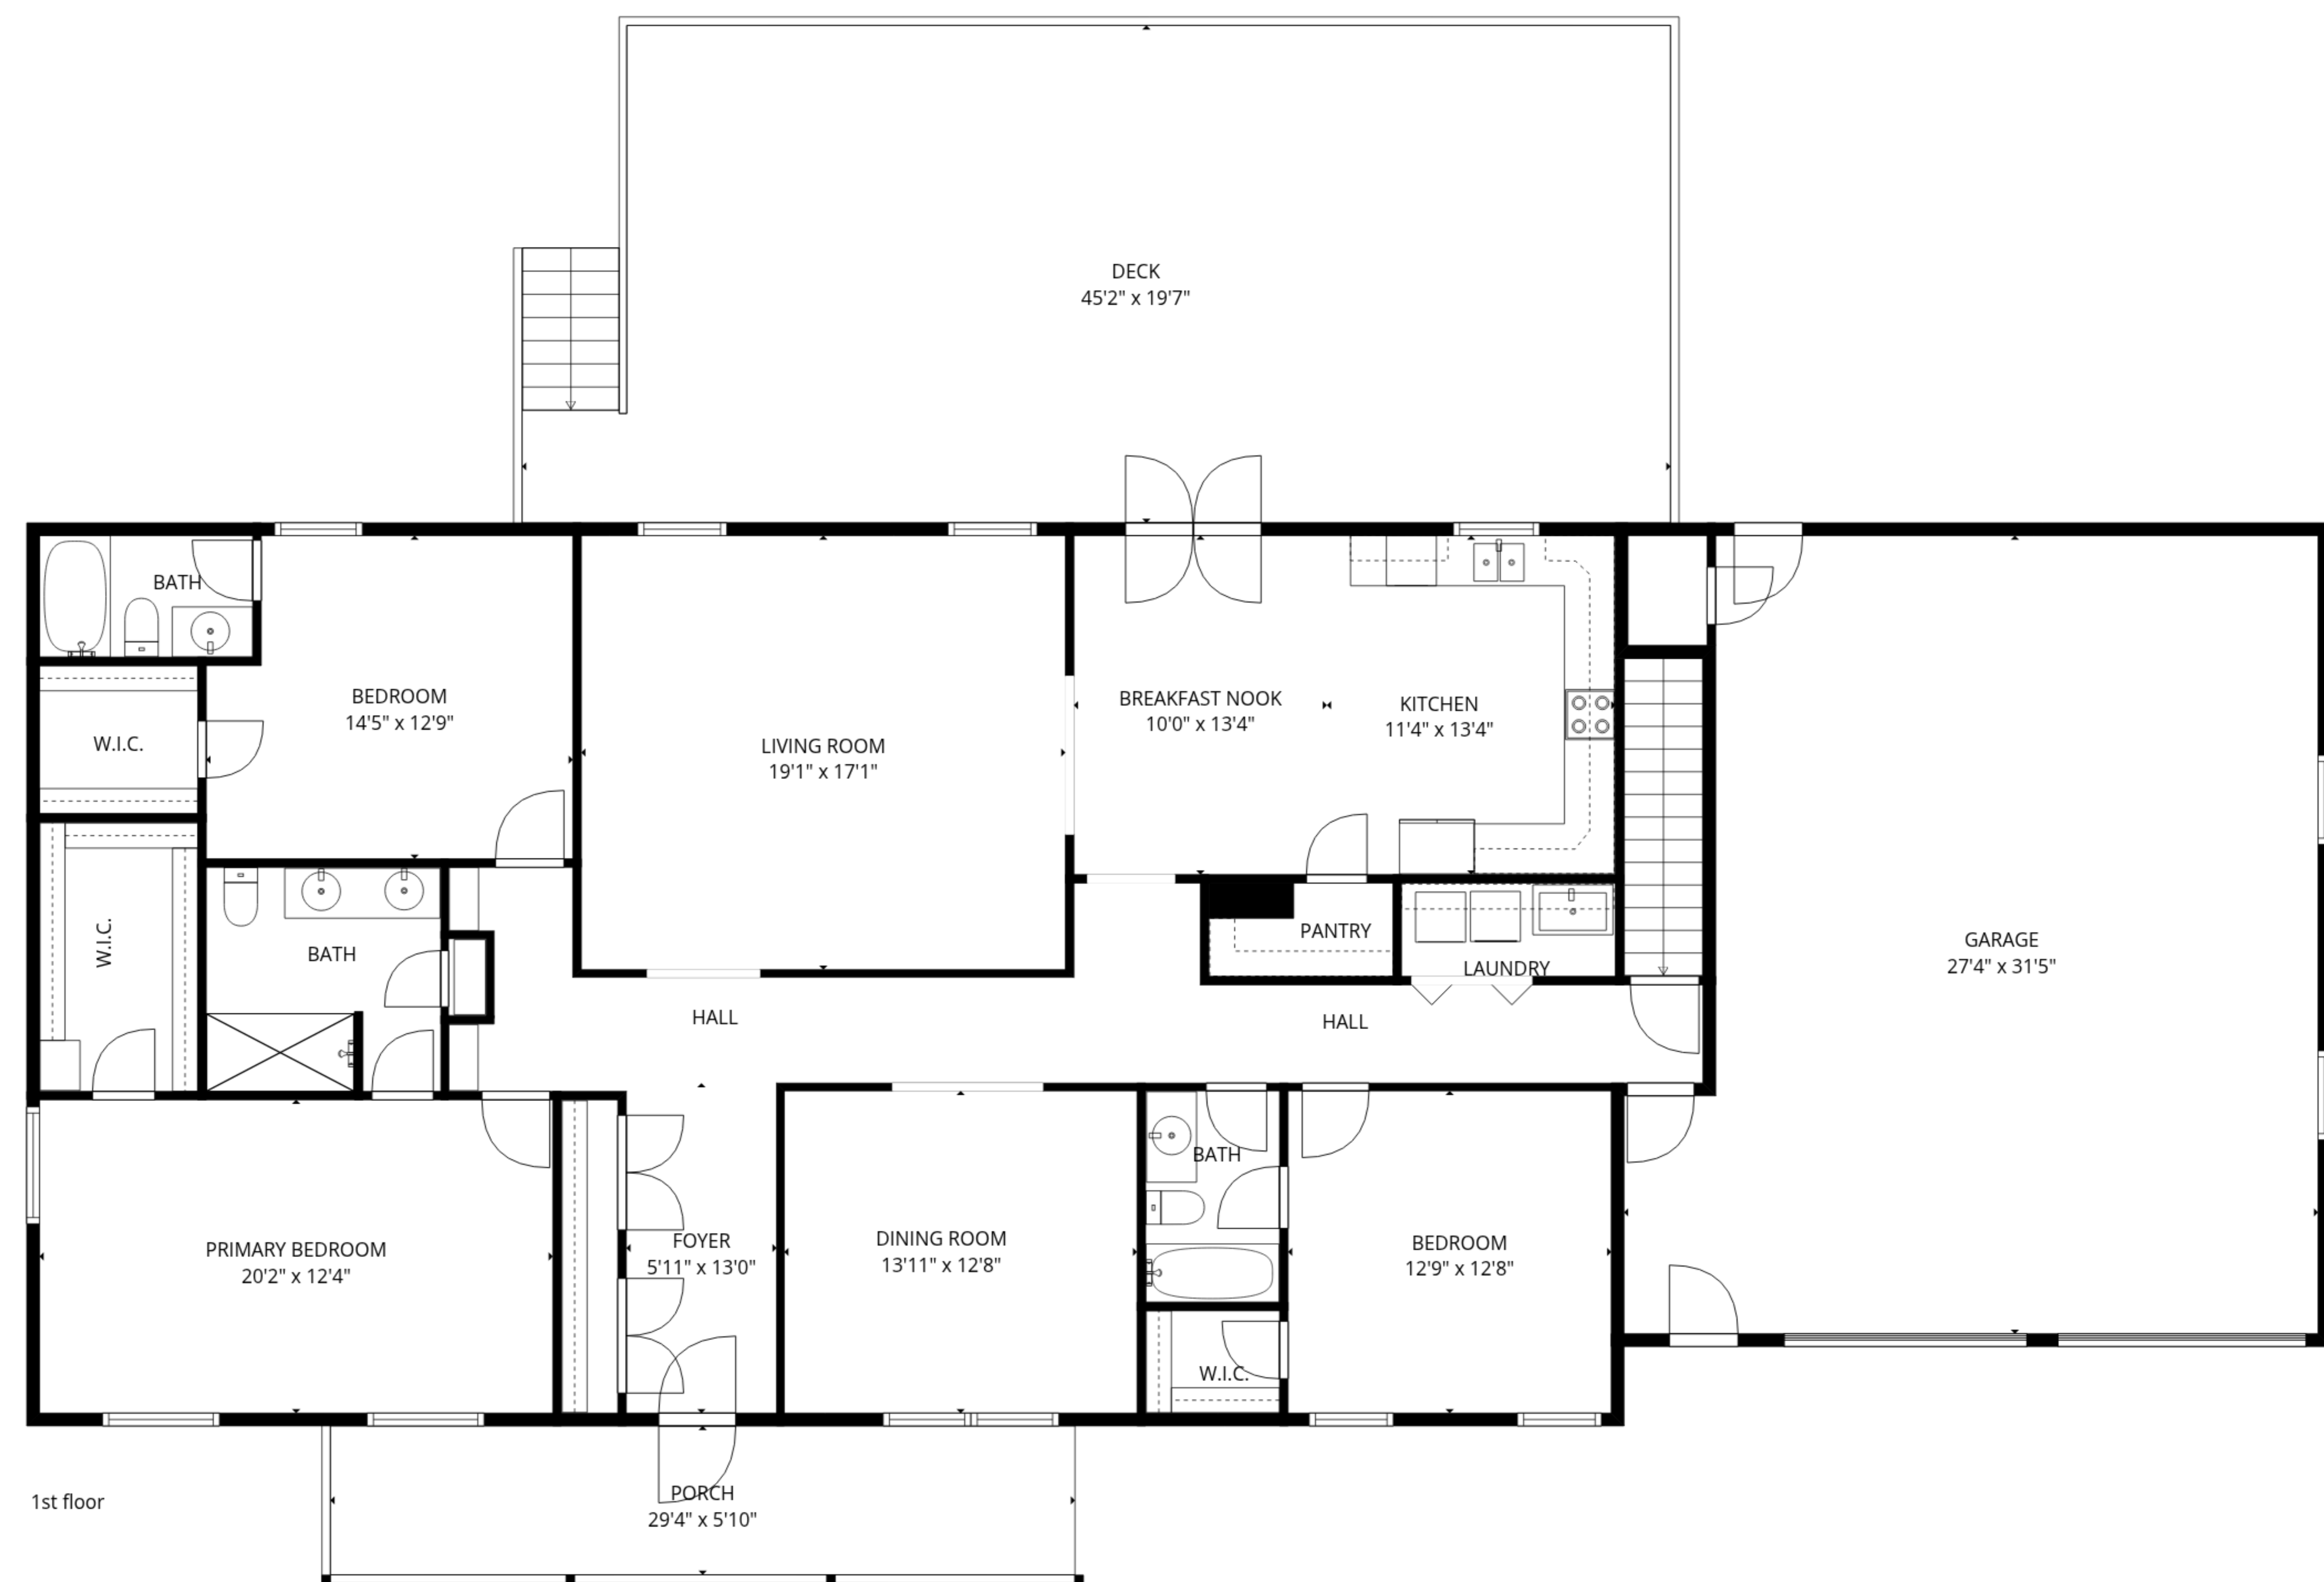 DECK
45'2" x 19'7"
BATH
BEDROOM
14'5" x 12'9"
W.I.C.
LIVING ROOM
19'1" x 17'1"
BREAKFAST NOOK
10'0" x 13'4"
KITCHEN
11'4" x 13'4"
GARAGE
27'4" x 31'5"
W.I.C.
BATH
PANTRY
LAUNDRY
HALL
HALL
PRIMARY BEDROOM
20'2" x 12'4"
FOYER
5'11" x 13'0"
DINING ROOM
13'11" x 12'8"
BATH
BEDROOM
12'9" x 12'8"
W.I.C.
PORCH
29'4" x 5'10"
1st floor